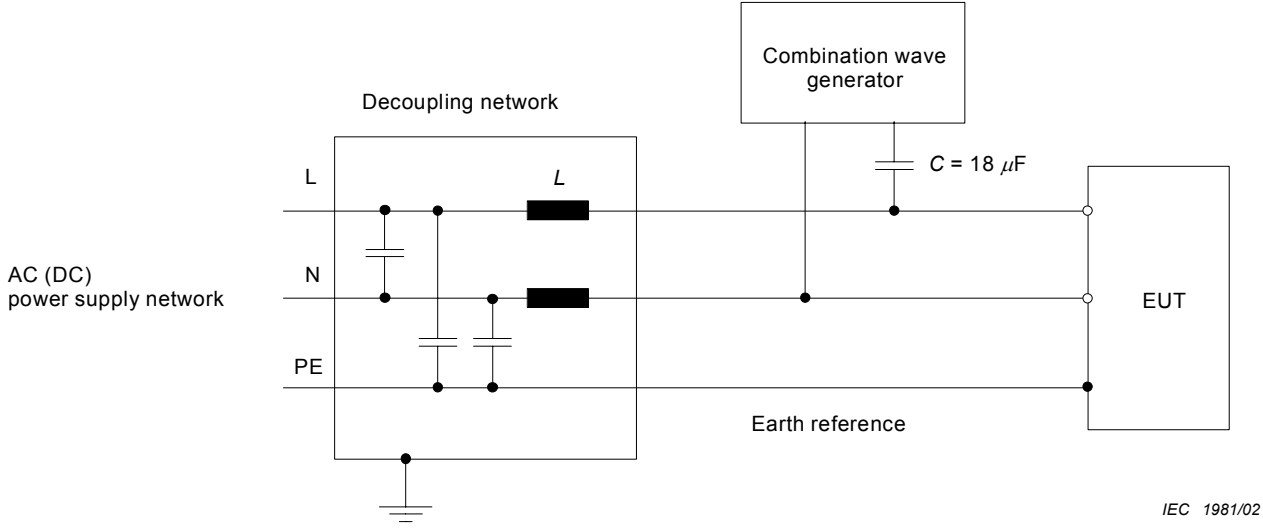 Combination wave
generator
Decoupling network
C = 18 μF
L
L
AC (DC)
power supply network
N
EUT
PE
Earth reference
IEC 1981/02